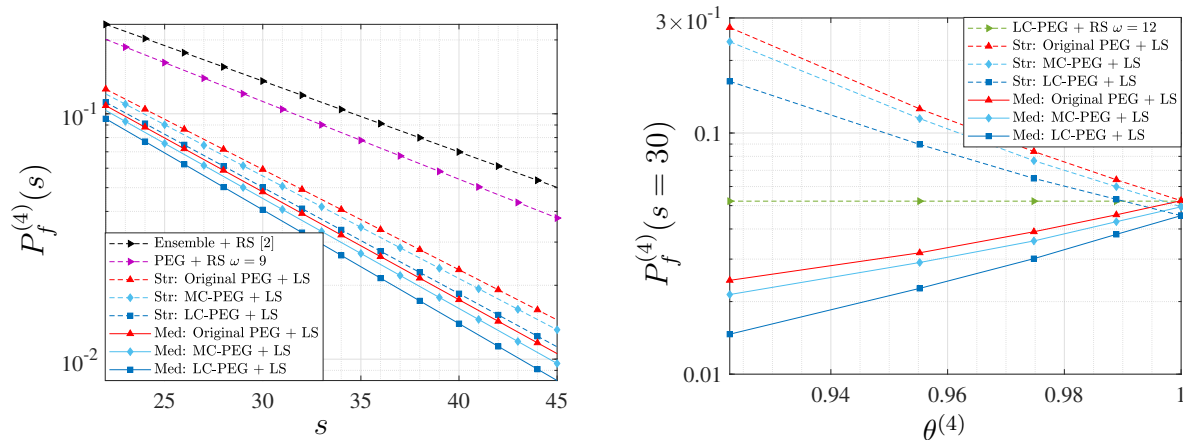 10^{-1}
10^{-2}
P_f^{(4)}(s)
Ensemble + RS [2]
PEG + RS ω = 9
Str: Original PEG + LS
Str: MC-PEG + LS
Str: LC-PEG + LS
Med: Original PEG + LS
Med: MC-PEG + LS
Med: LC-PEG + LS
25 30 35 40 45
s
3×10^{-1}
0.1
0.01
P_f^{(4)}(s = 30)
LC-PEG + RS ω = 12
Str: Original PEG + LS
Str: MC-PEG + LS
Str: LC-PEG + LS
Med: Original PEG + LS
Med: MC-PEG + LS
Med: LC-PEG + LS
0.94 0.96 0.98 1
θ^{(4)}